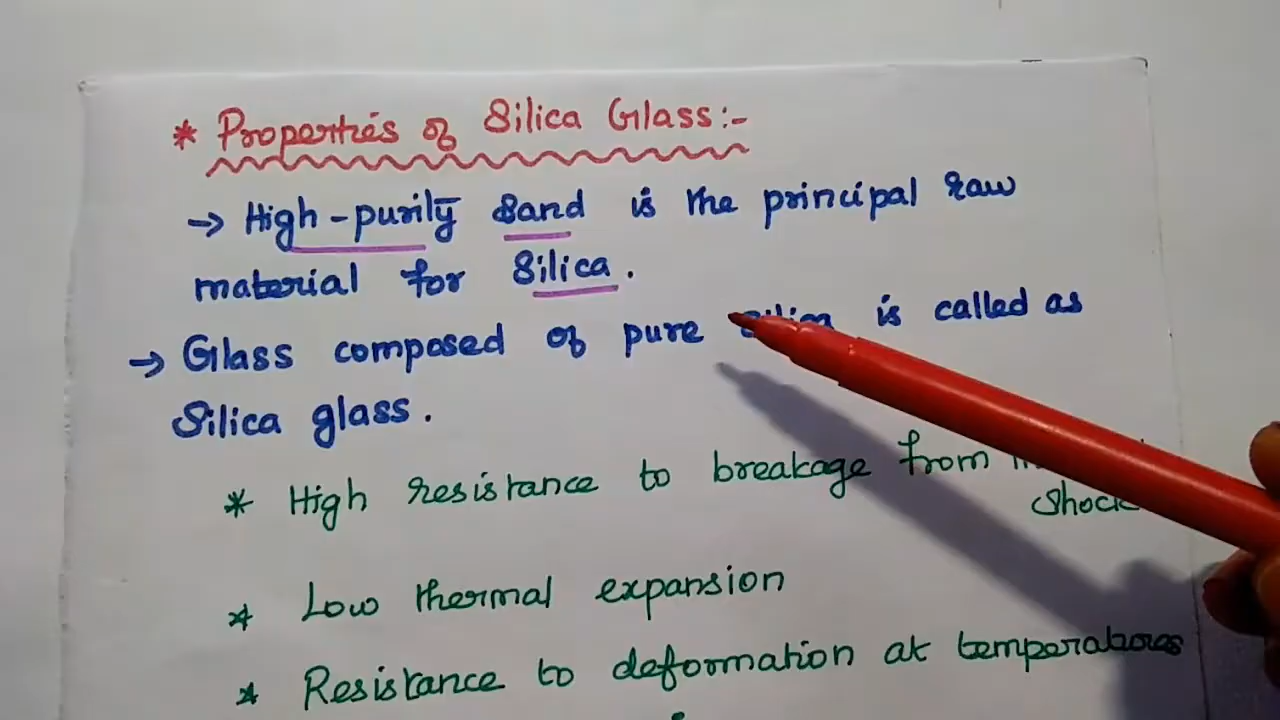 * Properties of Silica Glass:-
→ High-purity Sand is the principal raw
material for Silica.
→ Glass composed of pure Silica is called as
Silica glass.
* High resistance to breakage from
shock
* Low thermal expansion
* Resistance to deformation at temperatures